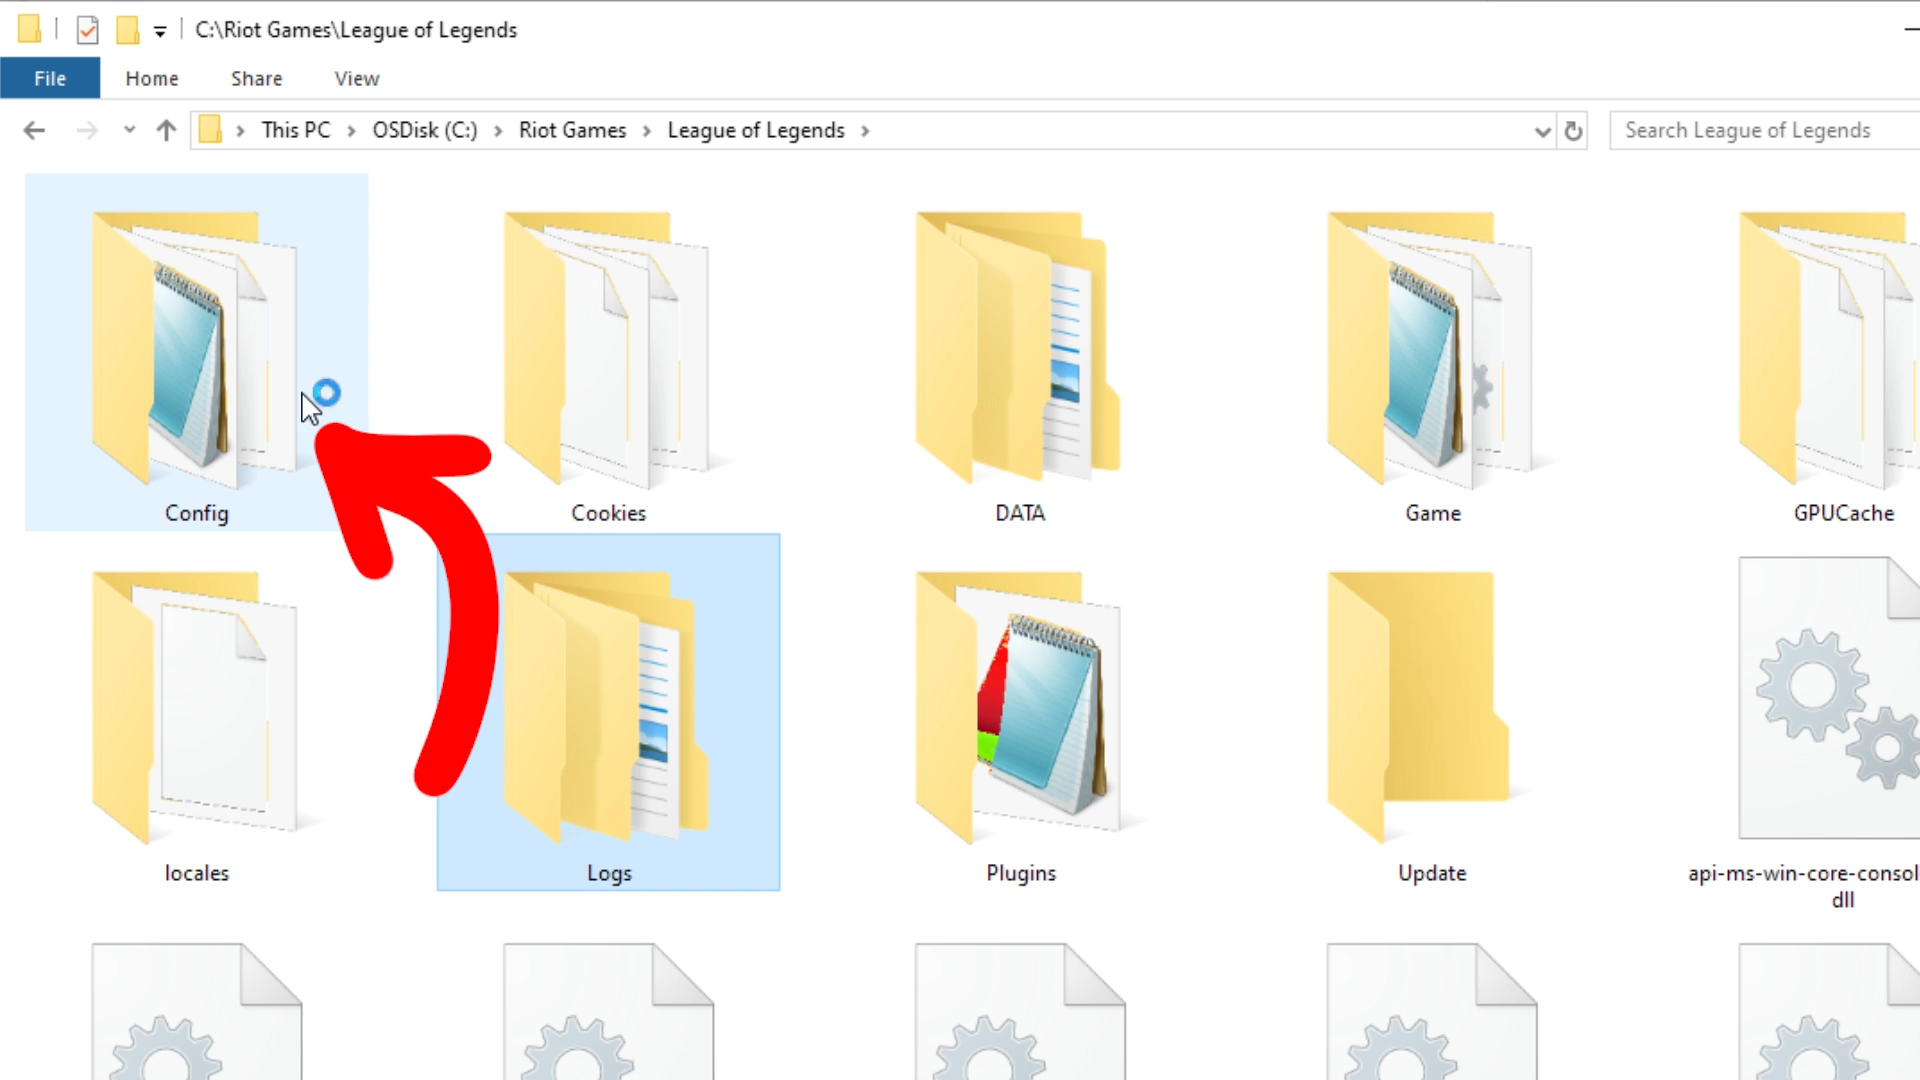 C:\Riot Games\League of Legends
File Home Share View
This PC OSDisk (C:) Riot Games League of Legends
Search League of Legends
Config Cookies DATA Game GPUCache
locales Logs Plugins Update api-ms-win-core-consol
dll